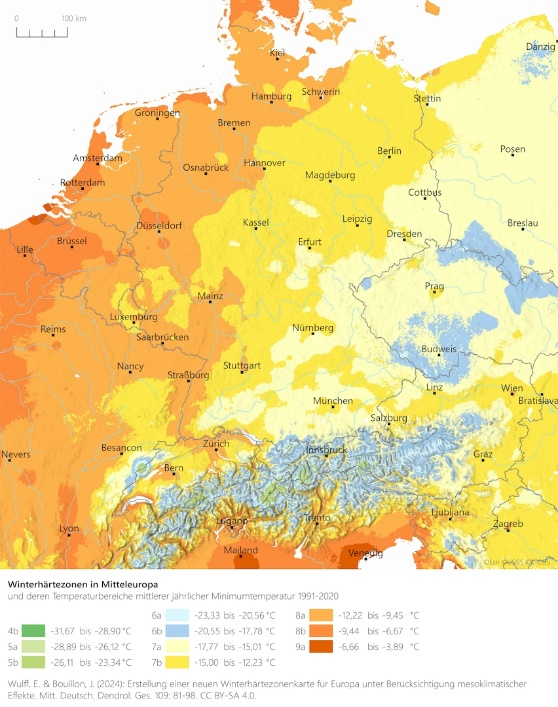 0 100 km
Danzig
Kiel
Hamburg Schwerin
Stettin
Groningen
Bremen
Amsterdam
Osnabrück Hannover
Berlin
Posen
Rotterdam
Magdeburg
Cottbus
Düsseldorf
Kassel
Leipzig
Breslau
Lille Brüssel
Erfurt
Dresden
Mainz
Prag
Luxemburg
Reims
Saarbrücken
Nürnberg
Budweis
Nancy
Straßburg
Stuttgart
Linz
Wien
München
Bratislava
Salzburg
Nevers
Besançon
Zürich
Innsbruck
Graz
Bern
Lyon
Lugano
Trento
Ljubljana
Zagreb
Mailand
Venedig
Winterhärtezonen in Mitteleuropa
und deren Temperaturbereiche mittlerer jährlicher Minimumtemperatur 1991-2020
6a -23,33 bis -20,56 °C 8a -12,22 bis -9,45 °C
4b -31,67 bis -28,90 °C 6b -20,55 bis -17,78 °C 8b -9,44 bis -6,67 °C
5a -28,89 bis -26,12 °C 7a -17,77 bis -15,01 °C 9a -6,66 bis -3,89 °C
5b -26,11 bis -23,34 °C 7b -15,00 bis -12,23 °C
Wulff, E. & Bouillon, J. (2024): Erstellung einer neuen Winterhärtezonenkarte für Europa unter Berücksichtigung mesoklimatischer
Effekte. Mitt. Deutsch. Dendrol. Ges. 109: 81-98. CC BY-SA 4.0.